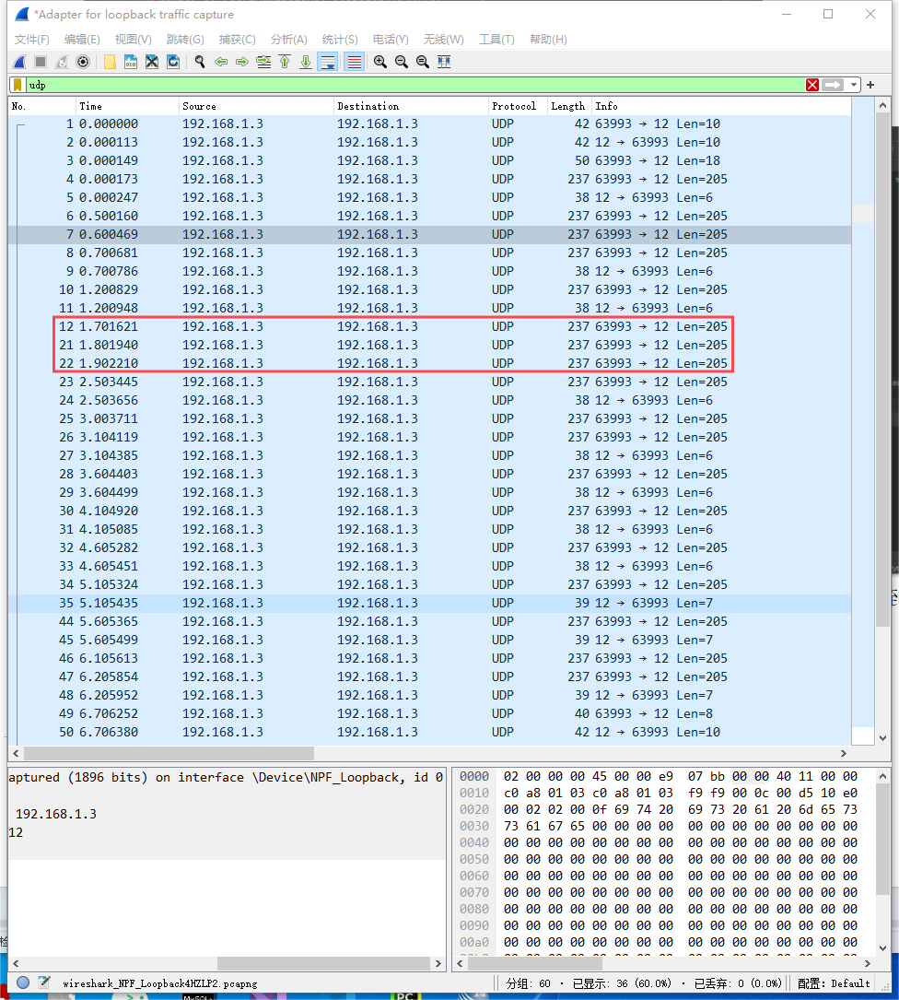 *Adapter for loopback traffic capture
文件(F) 编辑(E) 视图(V) 跳转(G) 捕获(C) 分析(A) 统计(S) 电话(Y) 无线(W) 工具(T) 帮助(H)
udp
No. Time Source Destination Protocol Length Info
1 0.000000 192.168.1.3 192.168.1.3 UDP 42 63993 → 12 Len=10
2 0.000113 192.168.1.3 192.168.1.3 UDP 42 12 → 63993 Len=10
3 0.000149 192.168.1.3 192.168.1.3 UDP 50 63993 → 12 Len=18
4 0.000173 192.168.1.3 192.168.1.3 UDP 237 63993 → 12 Len=205
5 0.000247 192.168.1.3 192.168.1.3 UDP 38 12 → 63993 Len=6
6 0.500160 192.168.1.3 192.168.1.3 UDP 237 63993 → 12 Len=205
7 0.600469 192.168.1.3 192.168.1.3 UDP 237 63993 → 12 Len=205
8 0.700681 192.168.1.3 192.168.1.3 UDP 237 63993 → 12 Len=205
9 0.700786 192.168.1.3 192.168.1.3 UDP 38 12 → 63993 Len=6
10 1.200829 192.168.1.3 192.168.1.3 UDP 237 63993 → 12 Len=205
11 1.200948 192.168.1.3 192.168.1.3 UDP 38 12 → 63993 Len=6
12 1.701621 192.168.1.3 192.168.1.3 UDP 237 63993 → 12 Len=205
21 1.801940 192.168.1.3 192.168.1.3 UDP 237 63993 → 12 Len=205
22 1.902210 192.168.1.3 192.168.1.3 UDP 237 63993 → 12 Len=205
23 2.503445 192.168.1.3 192.168.1.3 UDP 237 63993 → 12 Len=205
24 2.503656 192.168.1.3 192.168.1.3 UDP 38 12 → 63993 Len=6
25 3.003711 192.168.1.3 192.168.1.3 UDP 237 63993 → 12 Len=205
26 3.104119 192.168.1.3 192.168.1.3 UDP 237 63993 → 12 Len=205
27 3.104385 192.168.1.3 192.168.1.3 UDP 38 12 → 63993 Len=6
28 3.604403 192.168.1.3 192.168.1.3 UDP 237 63993 → 12 Len=205
29 3.604499 192.168.1.3 192.168.1.3 UDP 38 12 → 63993 Len=6
30 4.104920 192.168.1.3 192.168.1.3 UDP 237 63993 → 12 Len=205
31 4.105085 192.168.1.3 192.168.1.3 UDP 38 12 → 63993 Len=6
32 4.605282 192.168.1.3 192.168.1.3 UDP 237 63993 → 12 Len=205
33 4.605451 192.168.1.3 192.168.1.3 UDP 38 12 → 63993 Len=6
34 5.105324 192.168.1.3 192.168.1.3 UDP 237 63993 → 12 Len=205
35 5.105435 192.168.1.3 192.168.1.3 UDP 39 12 → 63993 Len=7
44 5.605365 192.168.1.3 192.168.1.3 UDP 237 63993 → 12 Len=205
45 5.605499 192.168.1.3 192.168.1.3 UDP 39 12 → 63993 Len=7
46 6.105613 192.168.1.3 192.168.1.3 UDP 237 63993 → 12 Len=205
47 6.205854 192.168.1.3 192.168.1.3 UDP 237 63993 → 12 Len=205
48 6.205952 192.168.1.3 192.168.1.3 UDP 39 12 → 63993 Len=7
49 6.706252 192.168.1.3 192.168.1.3 UDP 40 63993 → 12 Len=8
50 6.706380 192.168.1.3 192.168.1.3 UDP 42 12 → 63993 Len=10
aptured (1896 bits) on interface \Device\NPF_Loopback, id 0
192.168.1.3
12
0000 02 00 00 00 45 00 00 e9 07 bb 00 00 40 11 00 00
0010 c0 a8 01 03 c0 a8 01 03 f9 f9 00 0c 00 d5 10 e0
0020 00 02 02 00 0f 69 74 20 69 73 20 61 20 6d 65 73
0030 73 61 67 65 00 00 00 00 00 00 00 00 00 00 00 00
0040 00 00 00 00 00 00 00 00 00 00 00 00 00 00 00 00
0050 00 00 00 00 00 00 00 00 00 00 00 00 00 00 00 00
0060 00 00 00 00 00 00 00 00 00 00 00 00 00 00 00 00
0070 00 00 00 00 00 00 00 00 00 00 00 00 00 00 00 00
0080 00 00 00 00 00 00 00 00 00 00 00 00 00 00 00 00
0090 00 00 00 00 00 00 00 00 00 00 00 00 00 00 00 00
00a0 00 00 00 00 00 00 00 00 00 00 00 00 00 00 00 00
wireshark_NPF_Loopback4HZLP2.pcapng 分组: 60 · 已显示: 36 (60.0%) · 已丢弃: 0 (0.0%) 配置: Default